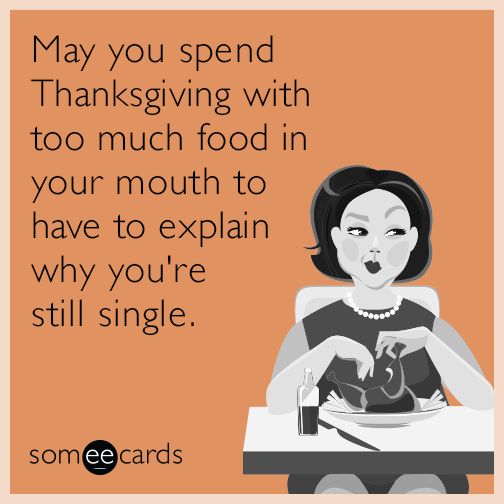 May you spend
Thanksgiving with
too much food in
your mouth to
have to explain
why you're
still single.
someecards